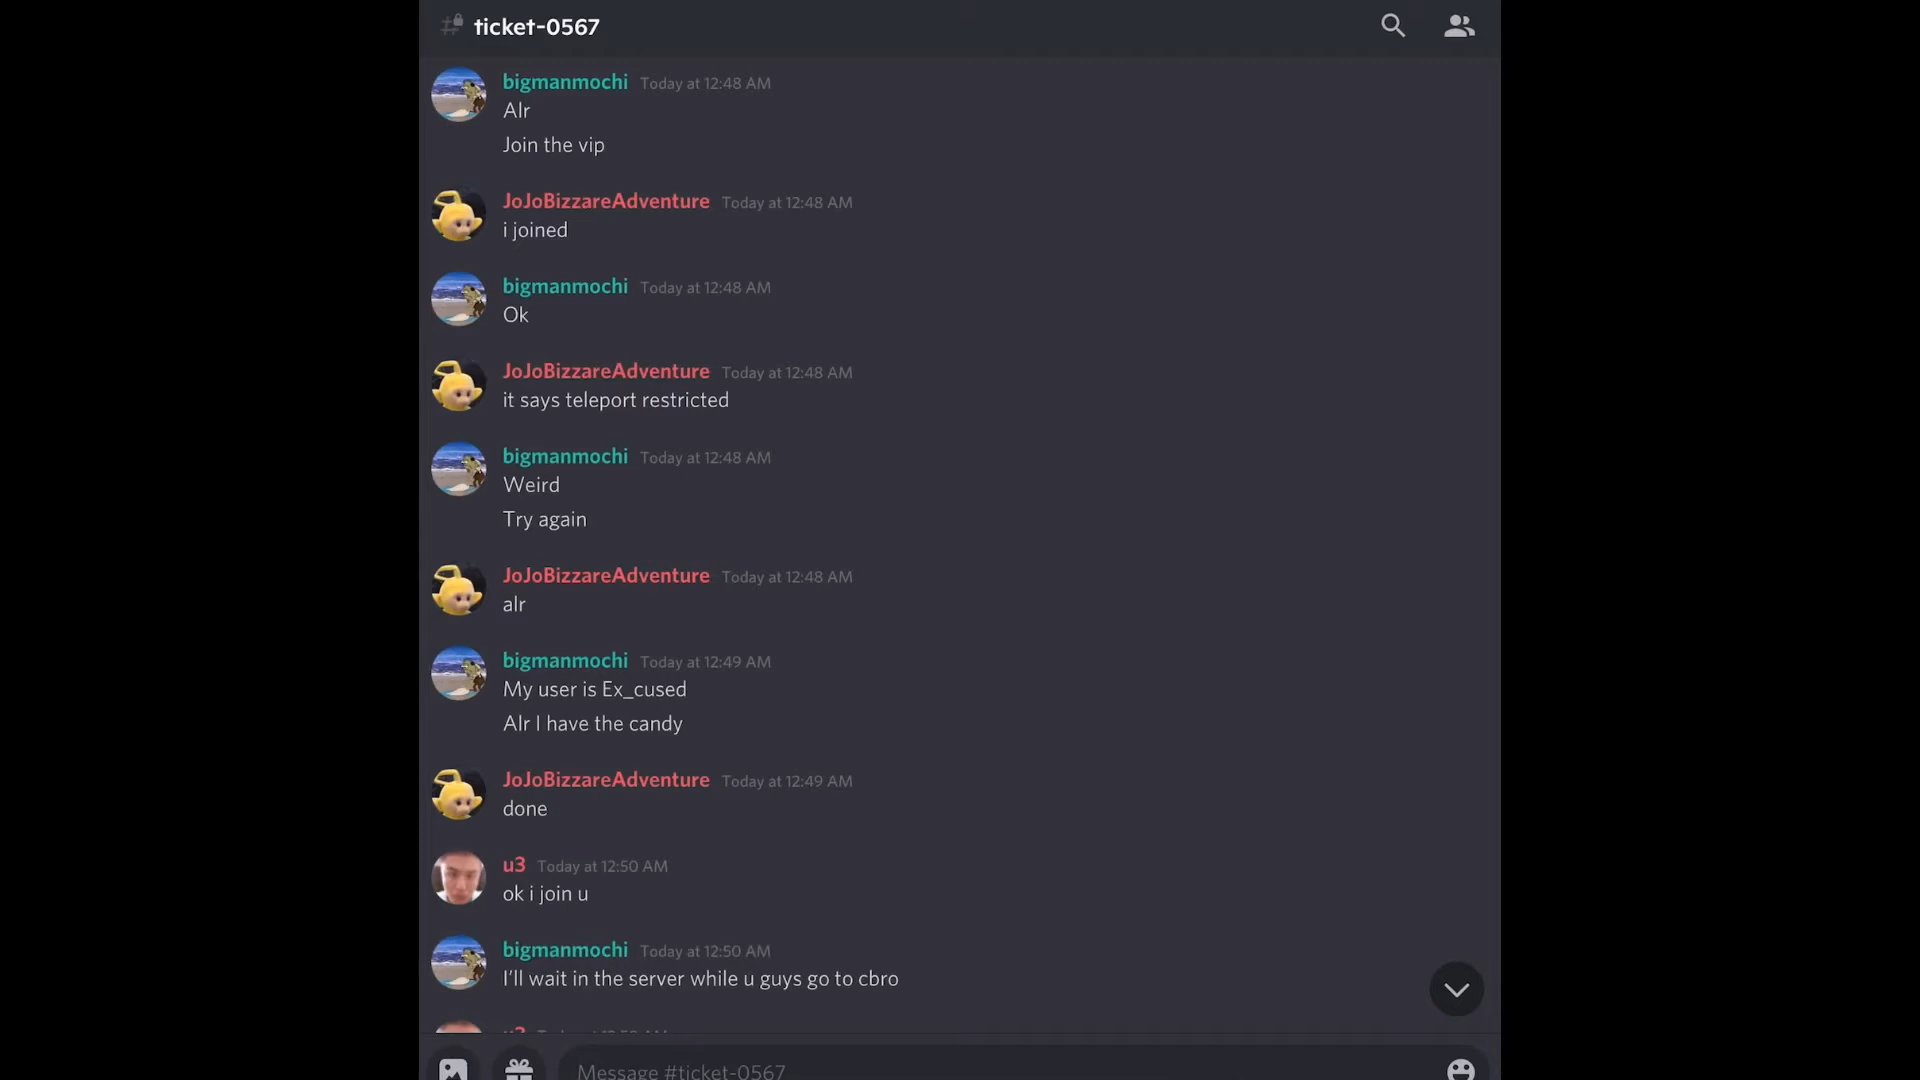 ticket-0567
bigmanmochi Today at 12:48 AM
Alr
Join the vip
JoJoBizzareAdventure Today at 12:48 AM
i joined
bigmanmochi Today at 12:48 AM
Ok
JoJoBizzareAdventure Today at 12:48 AM
it says teleport restricted
bigmanmochi Today at 12:48 AM
Weird
Try again
JoJoBizzareAdventure Today at 12:48 AM
alr
bigmanmochi Today at 12:49 AM
My user is Ex_cused
Alr I have the candy
JoJoBizzareAdventure Today at 12:49 AM
done
u3 Today at 12:50 AM
ok i join u
bigmanmochi Today at 12:50 AM
I'll wait in the server while u guys go to cbro
Message #ticket-0567